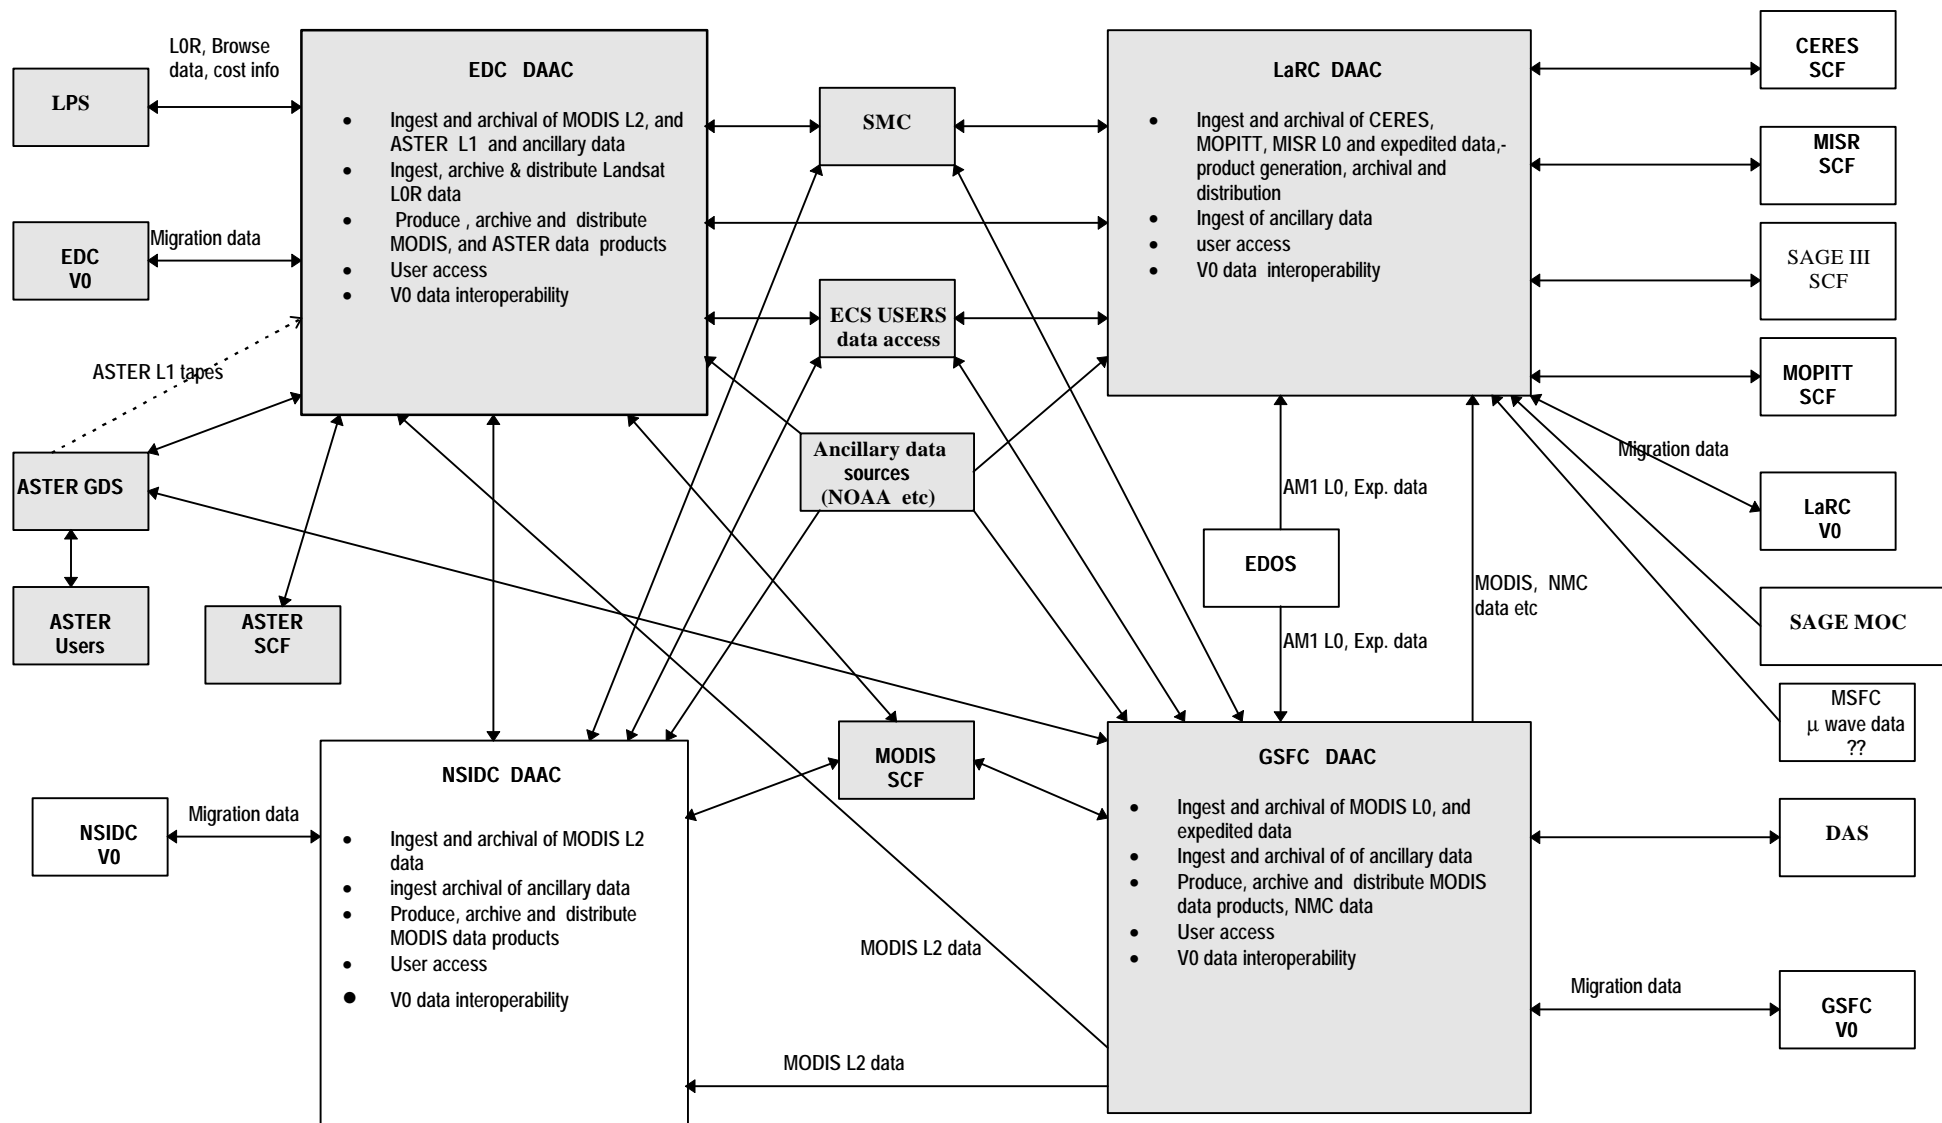 L0R, Browse
data, cost info
LPS
EDC DAAC
• Ingest and archival of MODIS L2, and
ASTER L1 and ancillary data
• Ingest, archive & distribute Landsat
L0R data
• Produce , archive and distribute
MODIS, and ASTER data products
• User access
• V0 data interoperability
SMC
ECS USERS
data access
LaRC DAAC
• Ingest and archival of CERES,
MOPITT, MISR L0 and expedited data,-
product generation, archival and
distribution
• Ingest of ancillary data
• user access
• V0 data interoperability
CERES
SCF
MISR
SCF
SAGE III
SCF
MOPITT
SCF
Migration data
EDC
V0
ASTER L1 tapes
ASTER GDS
ASTER
Users
ASTER
SCF
Ancillary data
sources
(NOAA etc)
AM1 L0, Exp. data
EDOS
AM1 L0, Exp. data
MODIS, NMC
data etc
Migration data
LaRC
V0
SAGE MOC
MSFC
μ wave data
??
NSIDC DAAC
• Ingest and archival of MODIS L2
data
• ingest archival of ancillary data
• Produce, archive and distribute
MODIS data products
• User access
• V0 data interoperability
Migration data
NSIDC
V0
MODIS
SCF
GSFC DAAC
• Ingest and archival of MODIS L0, and
expedited data
• Ingest and archival of of ancillary data
• Produce, archive and distribute MODIS
data products, NMC data
• User access
• V0 data interoperability
DAS
MODIS L2 data
MODIS L2 data
Migration data
GSFC
V0